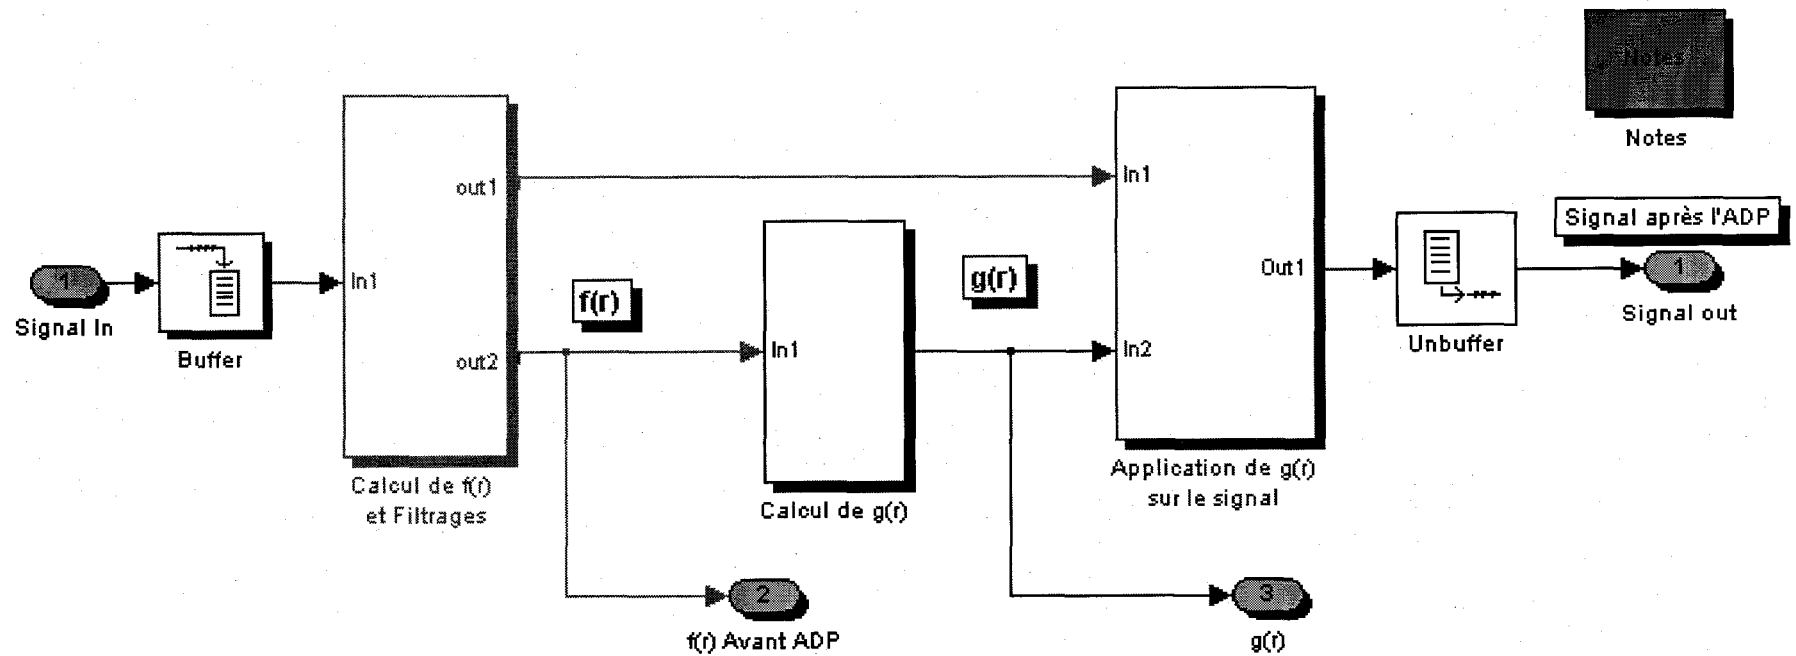 Notes
Notes
Signal après l'ADP
1
Signal out
In1
In2
Out1
Application de g(r)
sur le signal
Unbuffer
out1
out2
In1
Calcul de f(r)
et Filtrages
f(r)
g(r)
In1
Calcul de g(r)
1
Signal In
Buffer
2
f(r) Avant ADP
3
g(r)